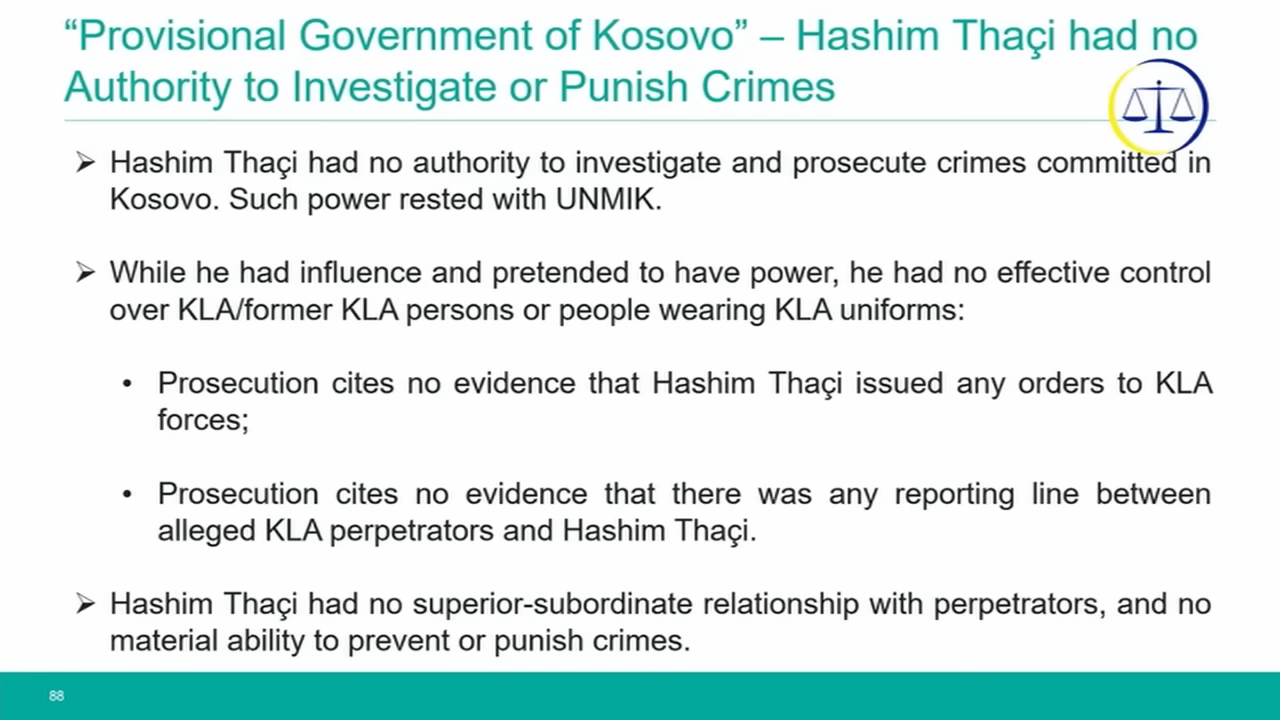 “Provisional Government of Kosovo” – Hashim Thaçi had no
Authority to Investigate or Punish Crimes
➢ Hashim Thaçi had no authority to investigate and prosecute crimes committed in
Kosovo. Such power rested with UNMIK.
➢ While he had influence and pretended to have power, he had no effective control
over KLA/former KLA persons or people wearing KLA uniforms:
• Prosecution cites no evidence that Hashim Thaçi issued any orders to KLA
forces;
• Prosecution cites no evidence that there was any reporting line between
alleged KLA perpetrators and Hashim Thaçi.
➢ Hashim Thaçi had no superior-subordinate relationship with perpetrators, and no
material ability to prevent or punish crimes.
88